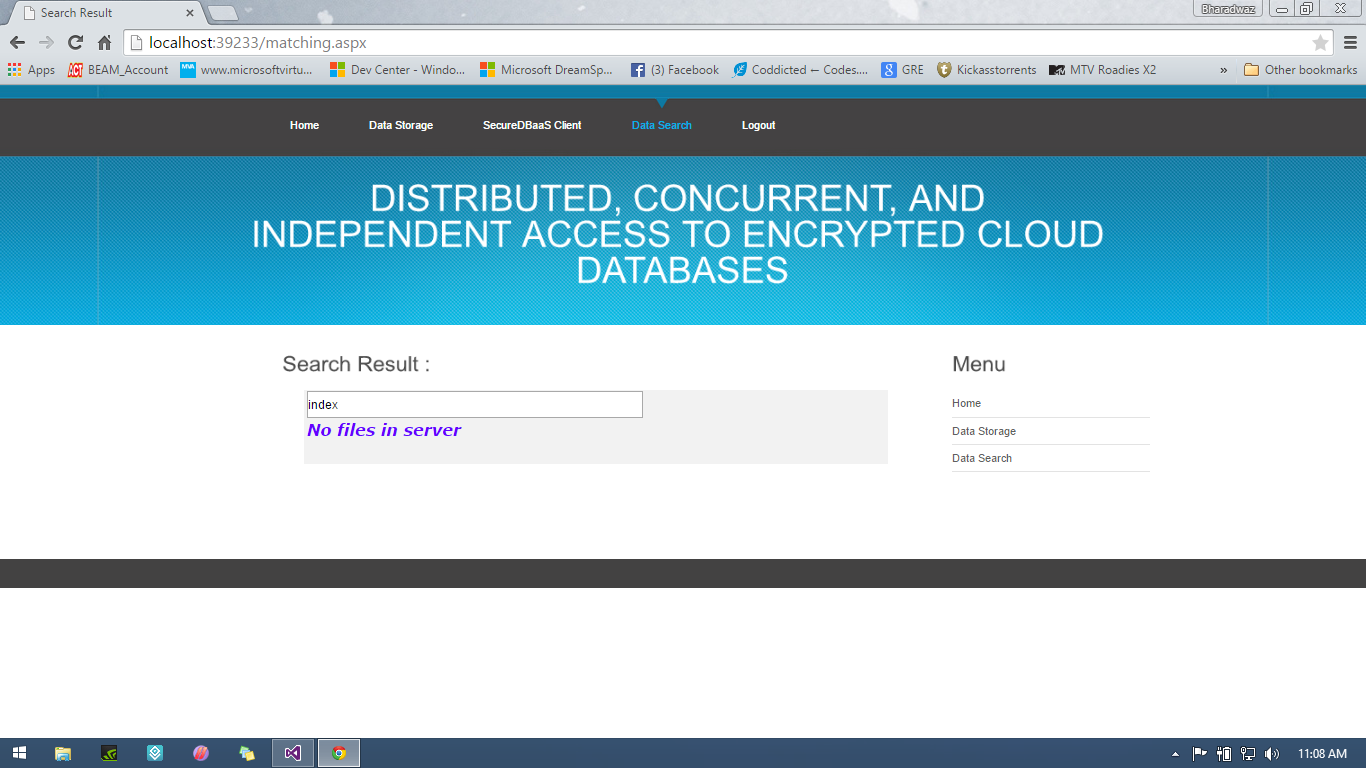 Search Result
Bharadwaz
localhost:39233/matching.aspx
Apps ACT BEAM_Account MVA www.microsoftvirtu... Dev Center - Windo... Microsoft DreamSp... (3) Facebook Coddicted ← Codes.... GRE Kickasstorrents MTV Roadies X2 » Other bookmarks
Home Data Storage SecureDBaaS Client Data Search Logout
DISTRIBUTED, CONCURRENT, AND
INDEPENDENT ACCESS TO ENCRYPTED CLOUD
DATABASES
Search Result :
index
No files in server
Menu
Home
Data Storage
Data Search
11:08 AM